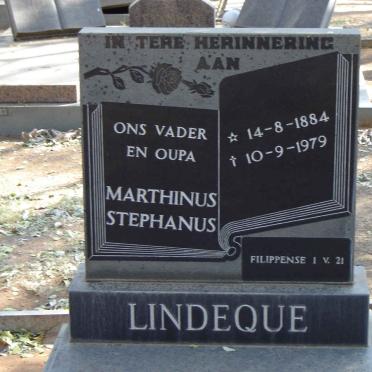 IN TERE HERINNERING
AAN
ONS VADER
EN OUPA
MARTHINUS
STEPHANUS
☆ 14-8-1884
† 10-9-1979
FILIPPENSE 1 V. 21
LINDEQUE